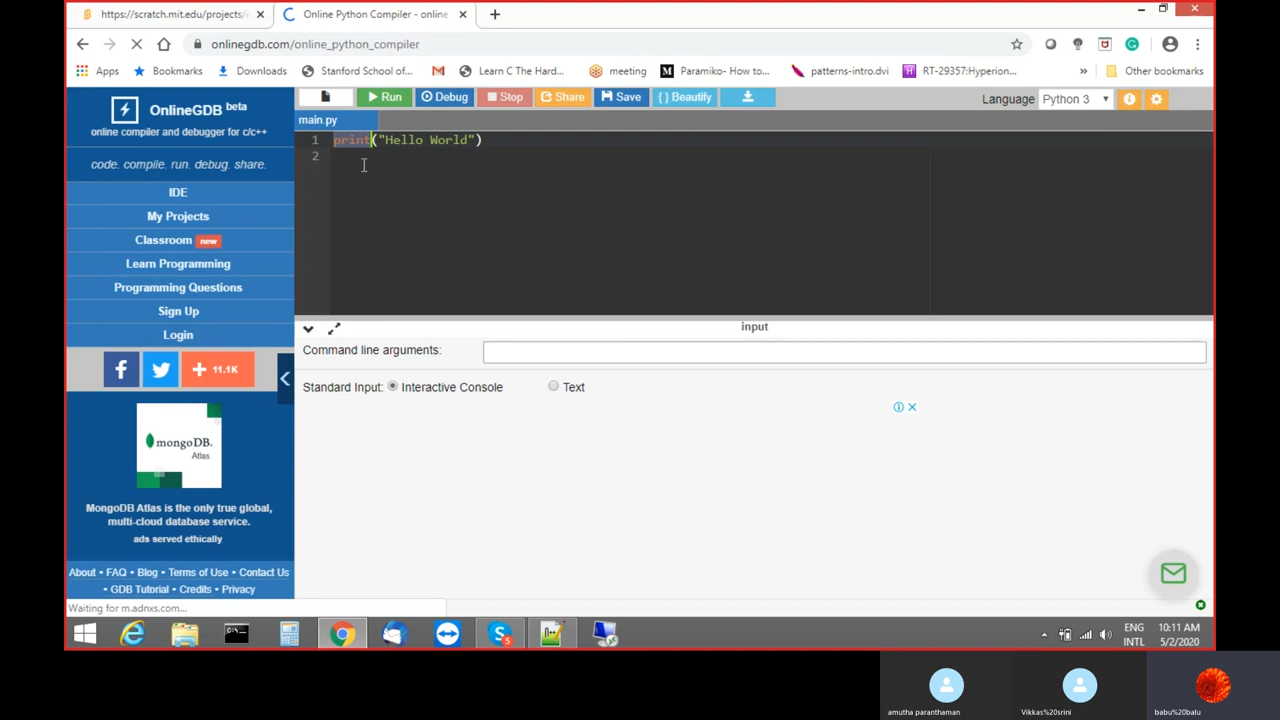 https://scratch.mit.edu/projects/
Online Python Compiler - online
onlinegdb.com/online_python_compiler
Apps
Bookmarks
Downloads
Stanford School of...
Learn C The Hard...
meeting
Paramiko- How to...
patterns-intro.dvi
RT-29357:Hyperion...
»
Other bookmarks
OnlineGDB beta
online compiler and debugger for c/c++
code. compile. run. debug. share.
IDE
My Projects
Classroom new
Learn Programming
Programming Questions
Sign Up
Login
+ 11.1K
mongoDB.
Atlas
MongoDB Atlas is the only true global,
multi-cloud database service.
ads served ethically
About • FAQ • Blog • Terms of Use • Contact Us
• GDB Tutorial • Credits • Privacy
Waiting for m.adnxs.com...
Run
Debug
Stop
Share
Save
{ } Beautify
Language Python 3
main.py
1 print("Hello World")
2
input
Command line arguments:
Standard Input: Interactive Console Text
ENG
INTL
10:11 AM
5/2/2020
amutha paranthaman
Vikkas%20srini
babu%20balu